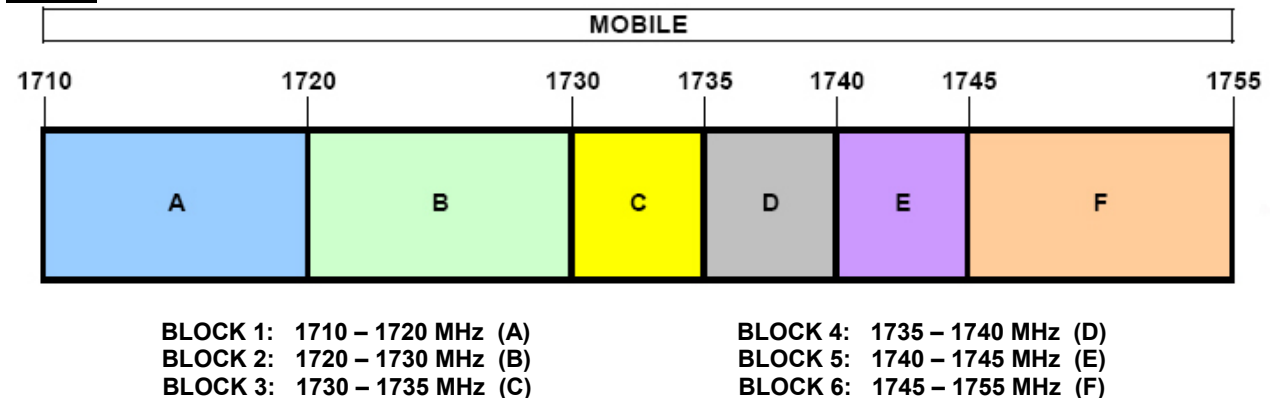 MOBILE
1710 1720 1730 1735 1740 1745 1755
A B C D E F
BLOCK 1: 1710 – 1720 MHz (A)
BLOCK 2: 1720 – 1730 MHz (B)
BLOCK 3: 1730 – 1735 MHz (C)
BLOCK 4: 1735 – 1740 MHz (D)
BLOCK 5: 1740 – 1745 MHz (E)
BLOCK 6: 1745 – 1755 MHz (F)